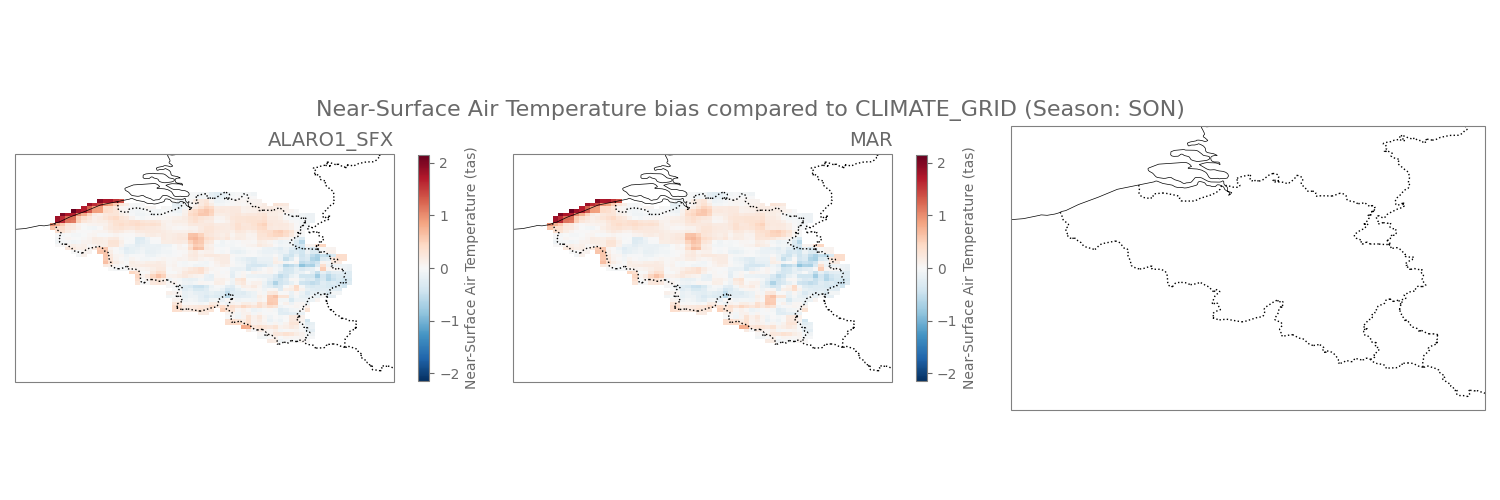 Near-Surface Air Temperature bias compared to CLIMATE_GRID (Season: SON)
ALARO1_SFX
2
1
0
−1
−2
Near-Surface Air Temperature (tas)
MAR
2
1
0
−1
−2
Near-Surface Air Temperature (tas)